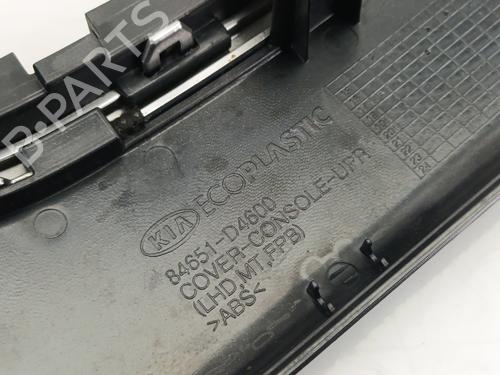 B-PARTS
KIA ECOPLASTIC
84651-D4600
COVER-CONSOLE-UPR
(LHD,MT,FPB)
>ABS<